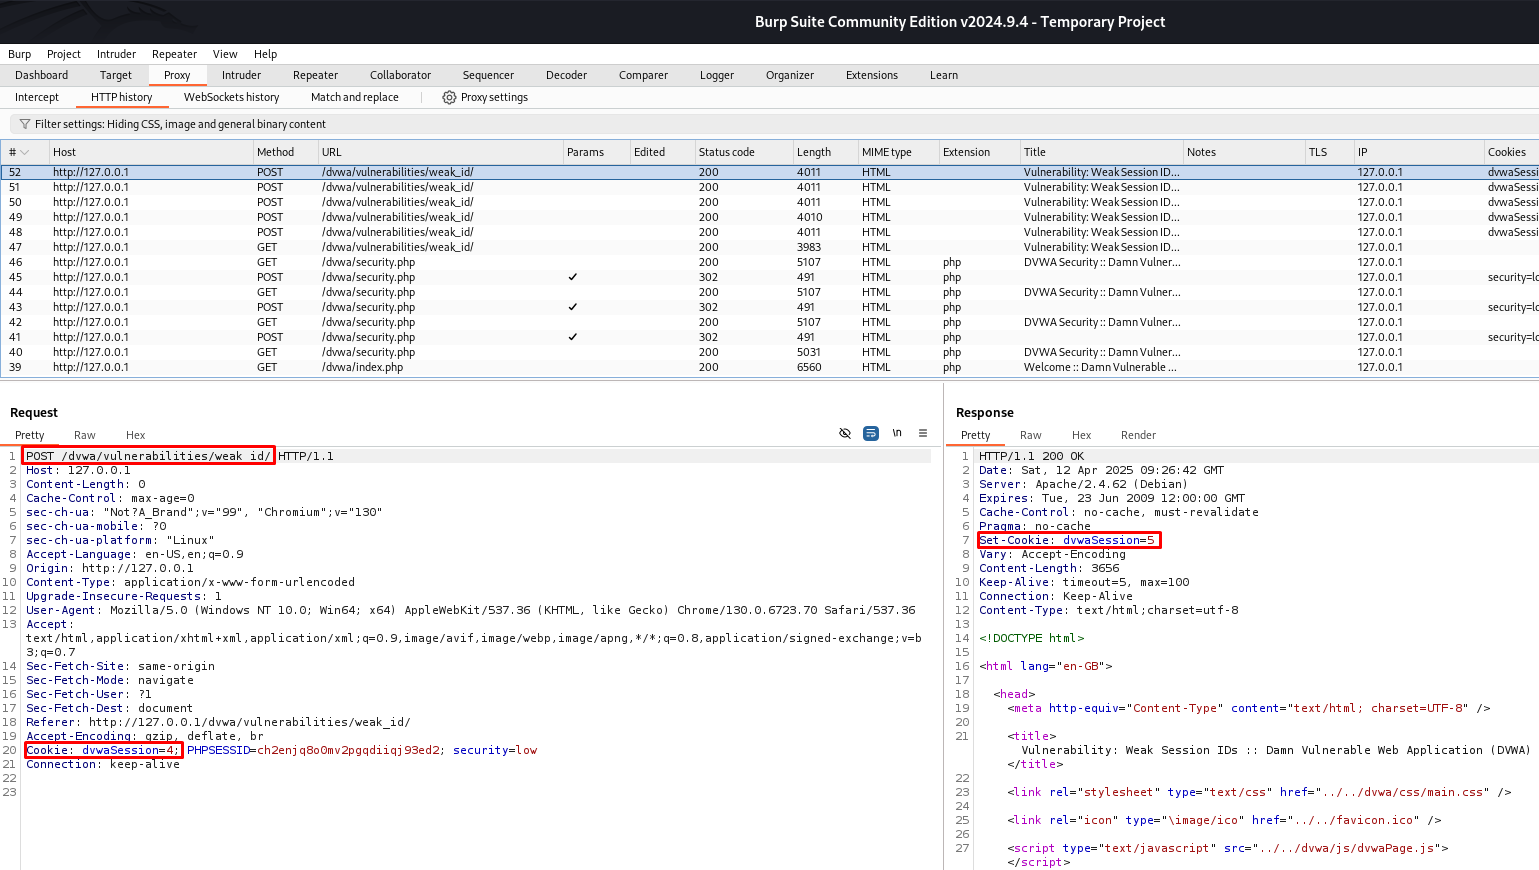 Burp Suite Community Edition v2024.9.4 - Temporary Project
Burp Project Intruder Repeater View Help
Dashboard Target Proxy Intruder Repeater Collaborator Sequencer Decoder Comparer Logger Organizer Extensions Learn
Intercept HTTP history WebSockets history Match and replace Proxy settings
Filter settings: Hiding CSS, image and general binary content
# Host Method URL Params Edited Status code Length MIME type Extension Title Notes TLS IP Cookies
52 http://127.0.0.1 POST /dvwa/vulnerabilities/weak_id/ 200 4011 HTML Vulnerability: Weak Session ID... 127.0.0.1 dvwaSessi
51 http://127.0.0.1 POST /dvwa/vulnerabilities/weak_id/ 200 4011 HTML Vulnerability: Weak Session ID... 127.0.0.1 dvwaSessi
50 http://127.0.0.1 POST /dvwa/vulnerabilities/weak_id/ 200 4011 HTML Vulnerability: Weak Session ID... 127.0.0.1 dvwaSessi
49 http://127.0.0.1 POST /dvwa/vulnerabilities/weak_id/ 200 4010 HTML Vulnerability: Weak Session ID... 127.0.0.1 dvwaSessi
48 http://127.0.0.1 POST /dvwa/vulnerabilities/weak_id/ 200 4011 HTML Vulnerability: Weak Session ID... 127.0.0.1 dvwaSessi
47 http://127.0.0.1 GET /dvwa/vulnerabilities/weak_id/ 200 3983 HTML Vulnerability: Weak Session ID... 127.0.0.1
46 http://127.0.0.1 GET /dvwa/security.php 200 5107 HTML php DVWA Security :: Damn Vulner... 127.0.0.1
45 http://127.0.0.1 POST /dvwa/security.php ✓ 302 491 HTML php 127.0.0.1 security=lo
44 http://127.0.0.1 GET /dvwa/security.php 200 5107 HTML php DVWA Security :: Damn Vulner... 127.0.0.1
43 http://127.0.0.1 POST /dvwa/security.php ✓ 302 491 HTML php 127.0.0.1 security=lo
42 http://127.0.0.1 GET /dvwa/security.php 200 5107 HTML php DVWA Security :: Damn Vulner... 127.0.0.1
41 http://127.0.0.1 POST /dvwa/security.php ✓ 302 491 HTML php 127.0.0.1 security=lo
40 http://127.0.0.1 GET /dvwa/security.php 200 5031 HTML php DVWA Security :: Damn Vulner... 127.0.0.1
39 http://127.0.0.1 GET /dvwa/index.php 200 6560 HTML php Welcome :: Damn Vulnerable ... 127.0.0.1
Request
Pretty Raw Hex \n
1 POST /dvwa/vulnerabilities/weak_id/ HTTP/1.1
2 Host: 127.0.0.1
3 Content-Length: 0
4 Cache-Control: max-age=0
5 sec-ch-ua: "Not?A_Brand";v="99", "Chromium";v="130"
6 sec-ch-ua-mobile: ?0
7 sec-ch-ua-platform: "Linux"
8 Accept-Language: en-US,en;q=0.9
9 Origin: http://127.0.0.1
10 Content-Type: application/x-www-form-urlencoded
11 Upgrade-Insecure-Requests: 1
12 User-Agent: Mozilla/5.0 (Windows NT 10.0; Win64; x64) AppleWebKit/537.36 (KHTML, like Gecko) Chrome/130.0.6723.70 Safari/537.36
13 Accept:
text/html,application/xhtml+xml,application/xml;q=0.9,image/avif,image/webp,image/apng,*/*;q=0.8,application/signed-exchange;v=b
3;q=0.7
14 Sec-Fetch-Site: same-origin
15 Sec-Fetch-Mode: navigate
16 Sec-Fetch-User: ?1
17 Sec-Fetch-Dest: document
18 Referer: http://127.0.0.1/dvwa/vulnerabilities/weak_id/
19 Accept-Encoding: gzip, deflate, br
20 Cookie: dvwaSession=4; PHPSESSID=ch2enjq8o0mv2pgqdiiqj93ed2; security=low
21 Connection: keep-alive
22
23
Response
Pretty Raw Hex Render
1 HTTP/1.1 200 OK
2 Date: Sat, 12 Apr 2025 09:26:42 GMT
3 Server: Apache/2.4.62 (Debian)
4 Expires: Tue, 23 Jun 2009 12:00:00 GMT
5 Cache-Control: no-cache, must-revalidate
6 Pragma: no-cache
7 Set-Cookie: dvwaSession=5
8 Vary: Accept-Encoding
9 Content-Length: 3656
10 Keep-Alive: timeout=5, max=100
11 Connection: Keep-Alive
12 Content-Type: text/html;charset=utf-8
13
14 <!DOCTYPE html>
15
16 <html lang="en-GB">
17
18 <head>
19 <meta http-equiv="Content-Type" content="text/html; charset=UTF-8" />
20
21 <title>
Vulnerability: Weak Session IDs :: Damn Vulnerable Web Application (DVWA)
</title>
22
23 <link rel="stylesheet" type="text/css" href="../../dvwa/css/main.css" />
24
25 <link rel="icon" type="\image/ico" href="../../favicon.ico" />
26
27 <script type="text/javascript" src="../../dvwa/js/dvwaPage.js">
</script>